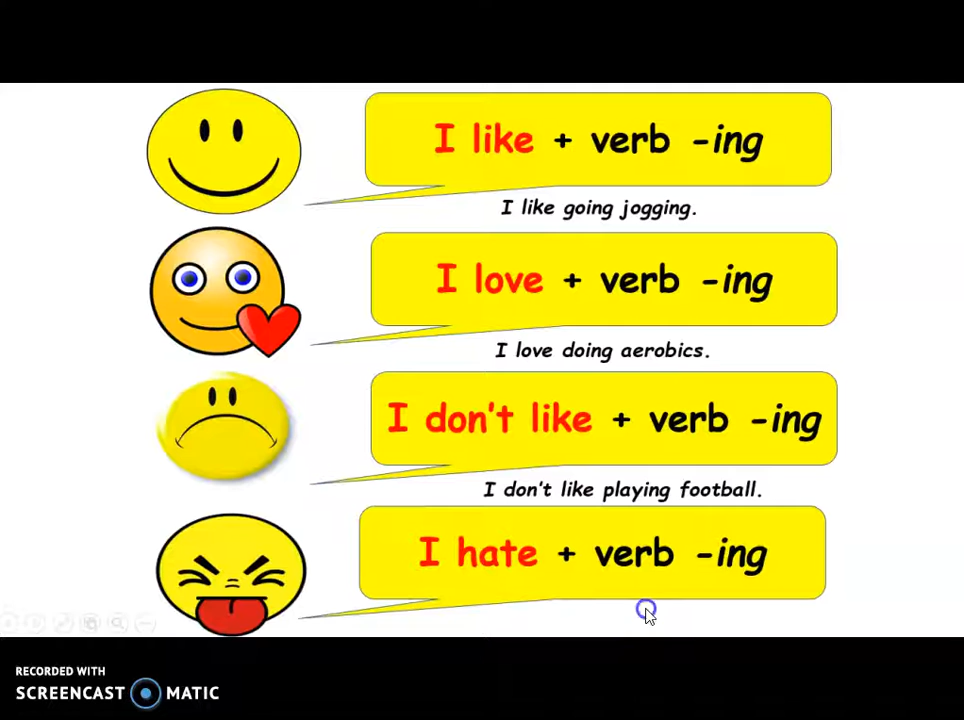 I like + verb -ing
I like going jogging.
I love + verb -ing
I love doing aerobics.
I don't like + verb -ing
I don't like playing football.
I hate + verb -ing
RECORDED WITH
SCREENCAST MATIC